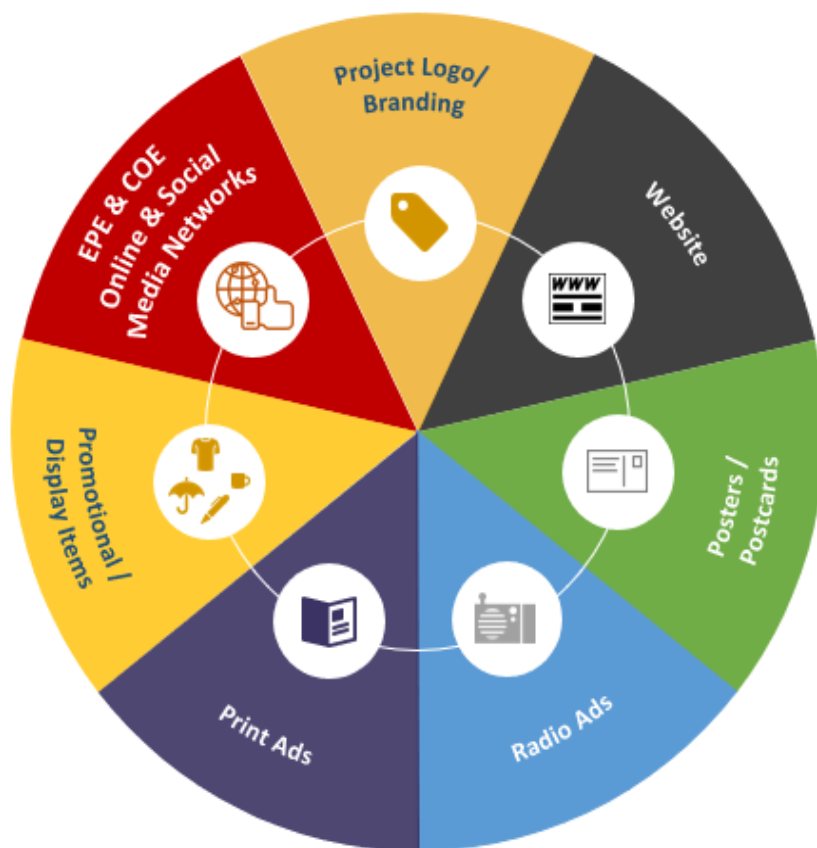 Project Logo/
Branding
Website
WWW
Posters /
Postcards
Radio Ads
Print Ads
Promotional /
Display Items
EPE & COE
Online & Social
Media Networks